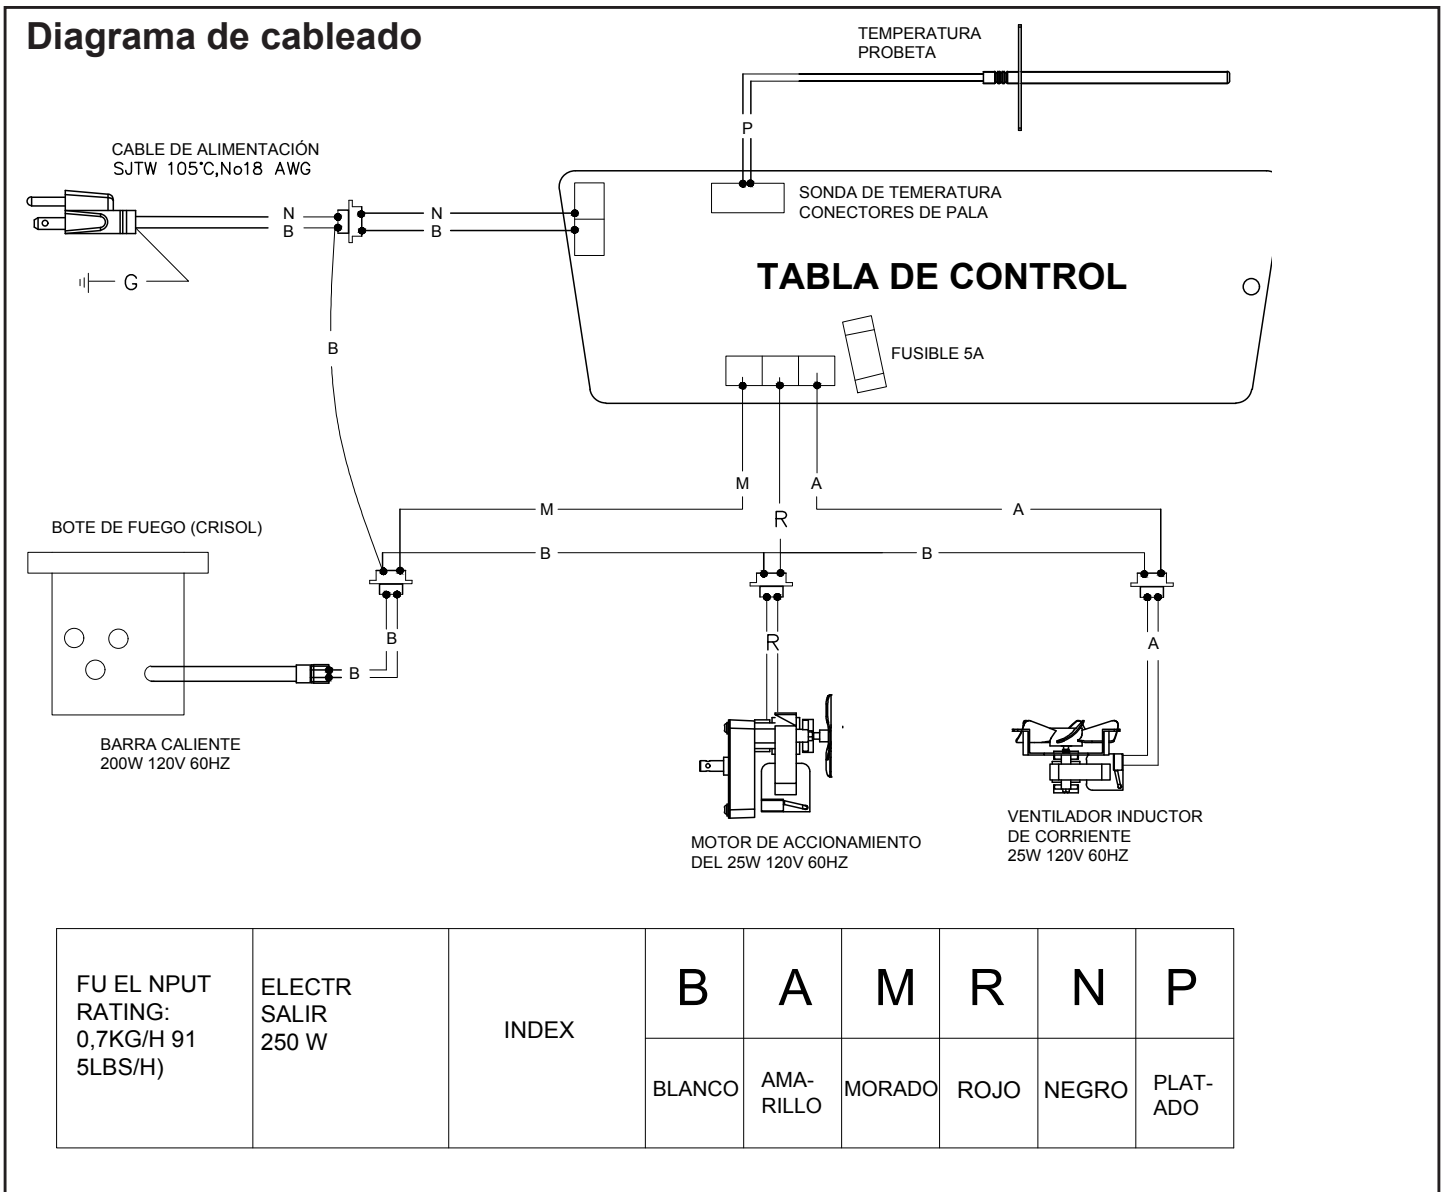 Diagrama de cableado
TEMPERATURA
PROBETA
P
CABLE DE ALIMENTACIÓN
SJTW 105°C,No18 AWG
N
B
N
B
G
SONDA DE TEMERATURA
CONECTORES DE PALA
TABLA DE CONTROL
FUSIBLE 5A
B
M
A
M
R
A
B
B
BOTE DE FUEGO (CRISOL)
B
B
R
A
BARRA CALIENTE
200W 120V 60HZ
MOTOR DE ACCIONAMIENTO
DEL 25W 120V 60HZ
VENTILADOR INDUCTOR
DE CORRIENTE
25W 120V 60HZ
FU EL NPUT
RATING:
0,7KG/H 91
5LBS/H)
ELECTR
SALIR
250 W
INDEX
B A M R N P
BLANCO AMA-
RILLO MORADO ROJO NEGRO PLAT-
ADO